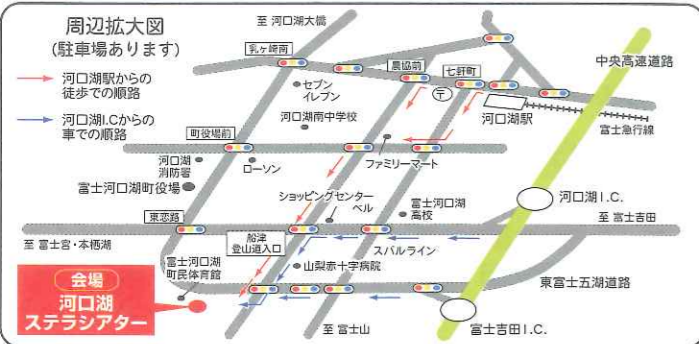 周辺拡大図
(駐車場あります)
河口湖駅からの
徒歩での順路
河口湖I.C.からの
車での順路
至 河口湖大橋
乳ヶ崎南
農協前
七軒町
〒
河口湖駅
中央高速道路
富士急行線
セブン
イレブン
河口湖南中学校
町役場前
ローソン
ファミリーマート
河口湖
消防署
富士河口湖町役場
ショッピングセンター
ベル
富士河口湖
高校
河口湖I.C.
東恋路
船津
登山道入口
スバルライン
至 富士吉田
至 富士宮・本栖湖
富士河口湖
町民体育館
山梨赤十字病院
東富士五湖道路
会場
河口湖
ステラシアター
至 富士山
富士吉田I.C.